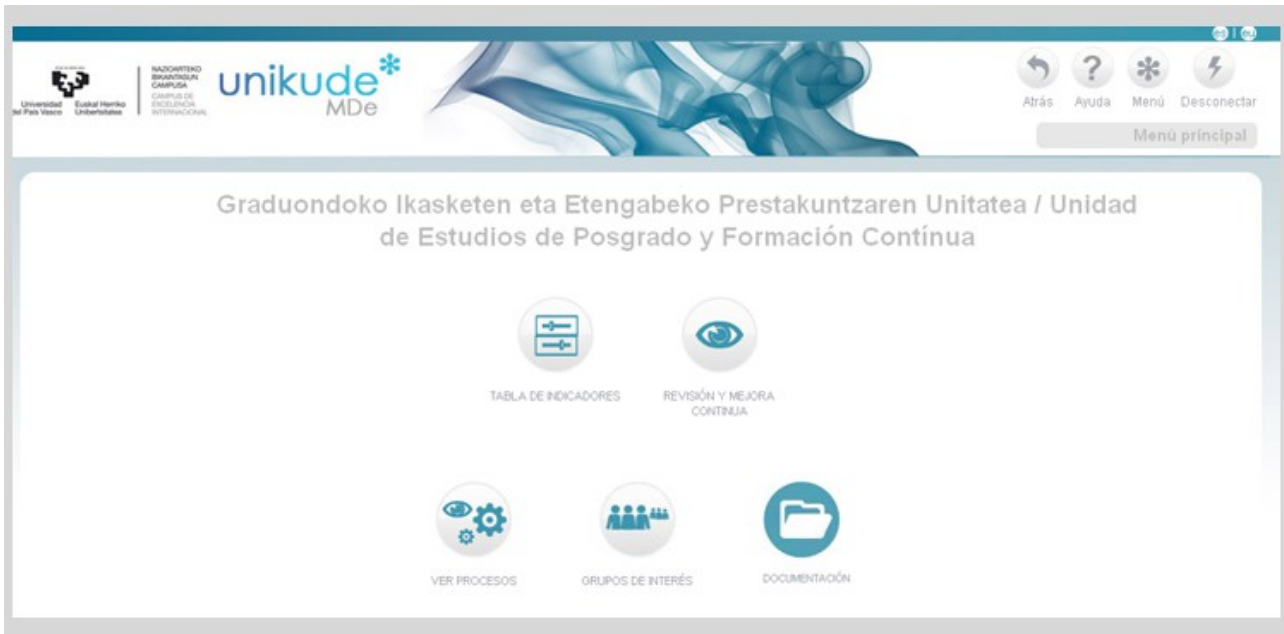 es | eu
Universidad
del País Vasco
Euskal Herriko
Unibertsitatea
NAZIOARTEKO
BIKAINTASUN
CAMPUSA
CAMPUS DE
EXCELENCIA
INTERNACIONAL
unikude*
MDe
Atrás
?
Ayuda
Menú
Desconectar
Menú principal
Graduondoko Ikasketen eta Etengabeko Prestakuntzaren Unitatea / Unidad
de Estudios de Posgrado y Formación Contínua
TABLA DE INDICADORES
REVISIÓN Y MEJORA
CONTINUA
VER PROCESOS
GRUPOS DE INTERÉS
DOCUMENTACIÓN